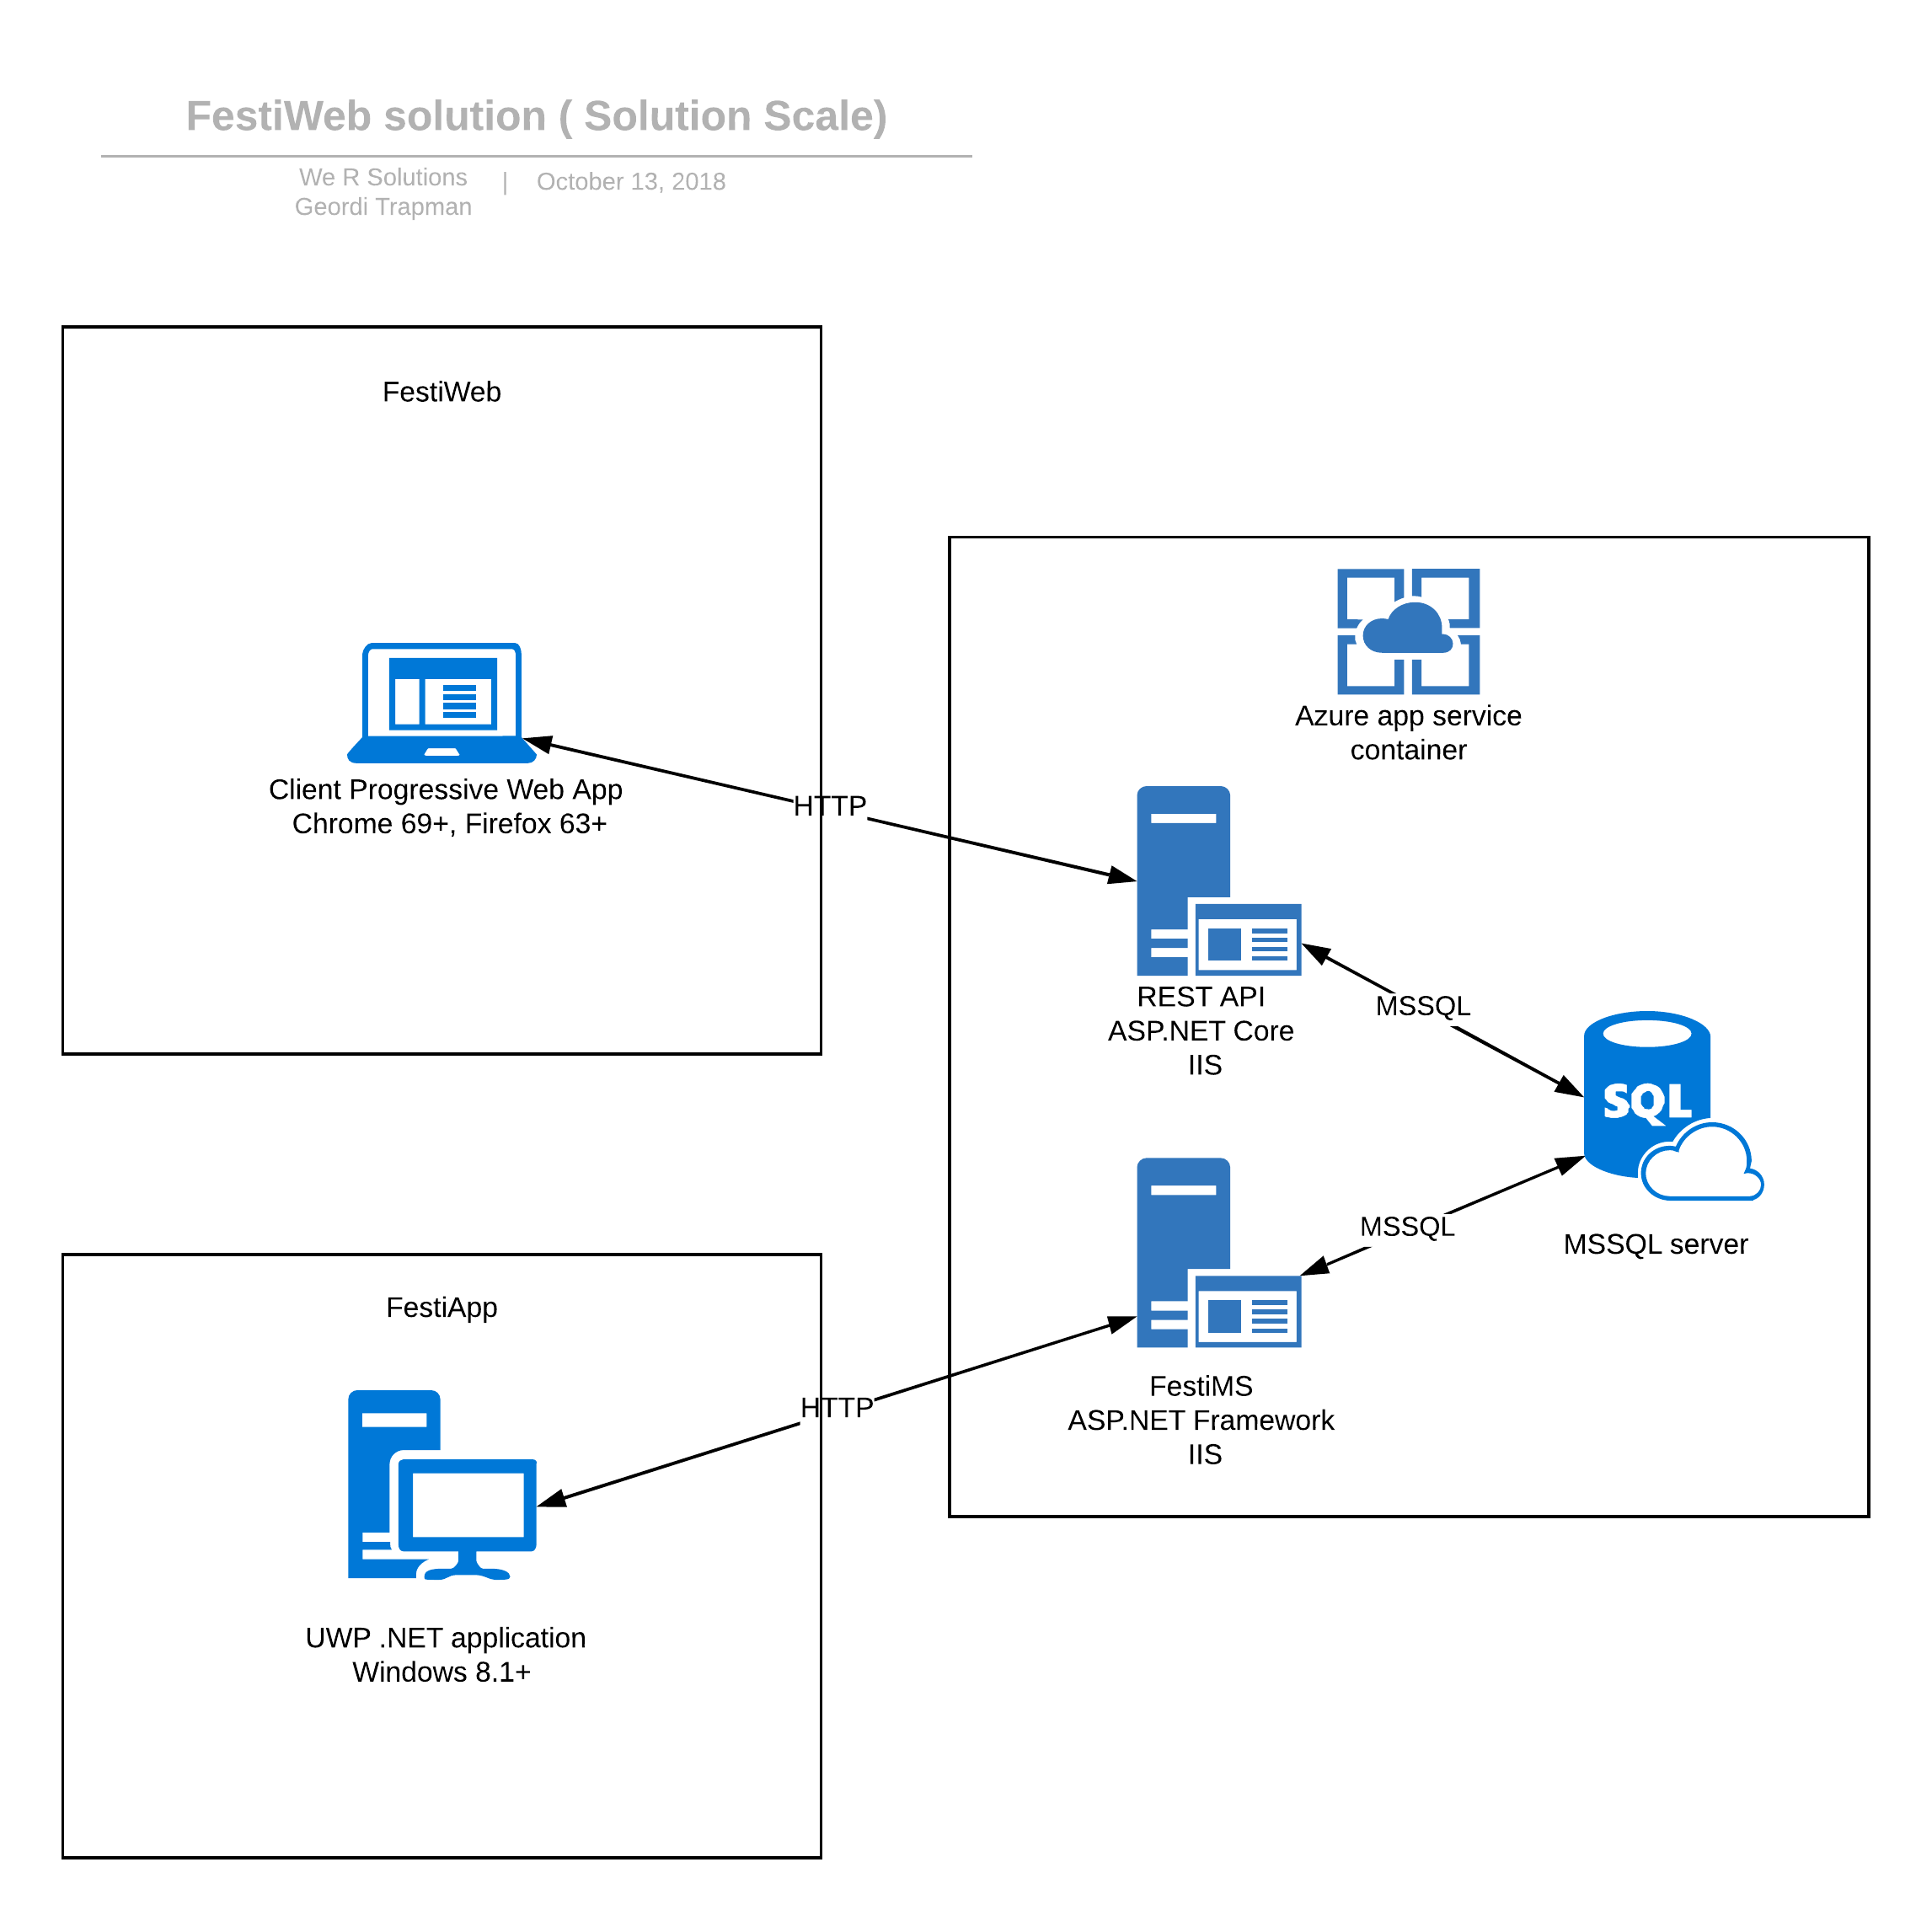 FestiWeb solution ( Solution Scale)
We R Solutions
Geordi Trapman
|
October 13, 2018
FestiWeb
Client Progressive Web App
Chrome 69+, Firefox 63+
HTTP
Azure app service
container
REST API
ASP.NET Core
IIS
MSSQL
SQL
MSSQL server
MSSQL
FestiMS
ASP.NET Framework
IIS
FestiApp
HTTP
UWP .NET application
Windows 8.1+